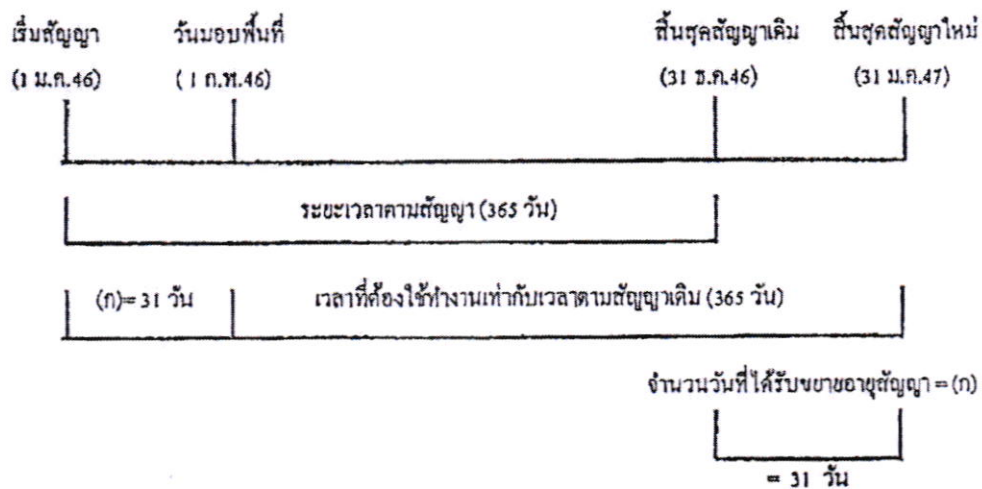 เริ่มสัญญา วันมอบพื้นที่ สิ้นสุดสัญญาเดิม สิ้นสุดสัญญาใหม่
(1 ม.ค.46) ( 1 ก.พ.46) (31 ธ.ค.46) (31 ม.ค.47)
ระยะเวลาตามสัญญา (365 วัน)
(ก)= 31 วัน เวลาที่ต้องใช้ทำงานเท่ากับเวลาตามสัญญาเดิม (365 วัน)
จำนวนวันที่ได้รับขยายอายุสัญญา = (ก)
= 31 วัน